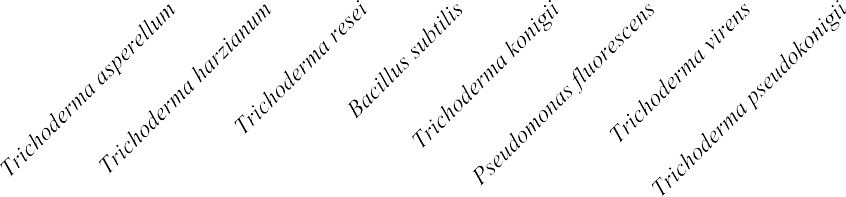 Trichoderma asperellum
Trichoderma harzianum
Trichoderma resei
Bacillus subtilis
Trichoderma konigii
Pseudomonas fluorescens
Trichoderma virens
Trichoderma pseudokonigii